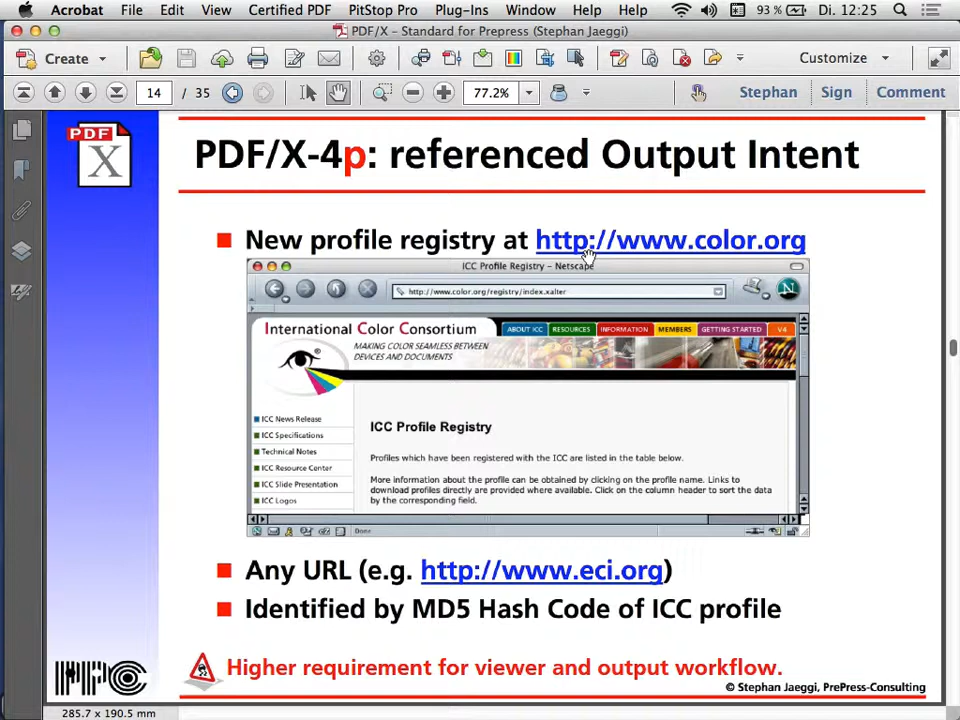 Acrobat File Edit View Certified PDF PitStop Pro Plug-Ins Window Help Help 93 % Di. 12:25
PDF/X - Standard for Prepress (Stephan Jaeggi)
Create Customize
14 / 35 77.2% Stephan Sign Comment
PDF
X
PDF/X-4p: referenced Output Intent
New profile registry at http://www.color.org
ICC Profile Registry - Netscape
http://www.color.org/registry/index.xalter
N
International Color Consortium
ABOUT ICC RESOURCES INFORMATION MEMBERS GETTING STARTED V4
MAKING COLOR SEAMLESS BETWEEN
DEVICES AND DOCUMENTS
ICC News Release
ICC Specifications
Technical Notes
ICC Resource Center
ICC Slide Presentation
ICC Logos
ICC Profile Registry
Profiles which have been registered with the ICC are listed in the table below.
More information about the profile can be obtained by clicking on the profile name. Links to
download profiles directly are provided where available. Click on the column header to sort the data
by the corresponding field.
Done
Any URL (e.g. http://www.eci.org)
Identified by MD5 Hash Code of ICC profile
Higher requirement for viewer and output workflow.
PPC
© Stephan Jaeggi, PrePress-Consulting
285.7 x 190.5 mm